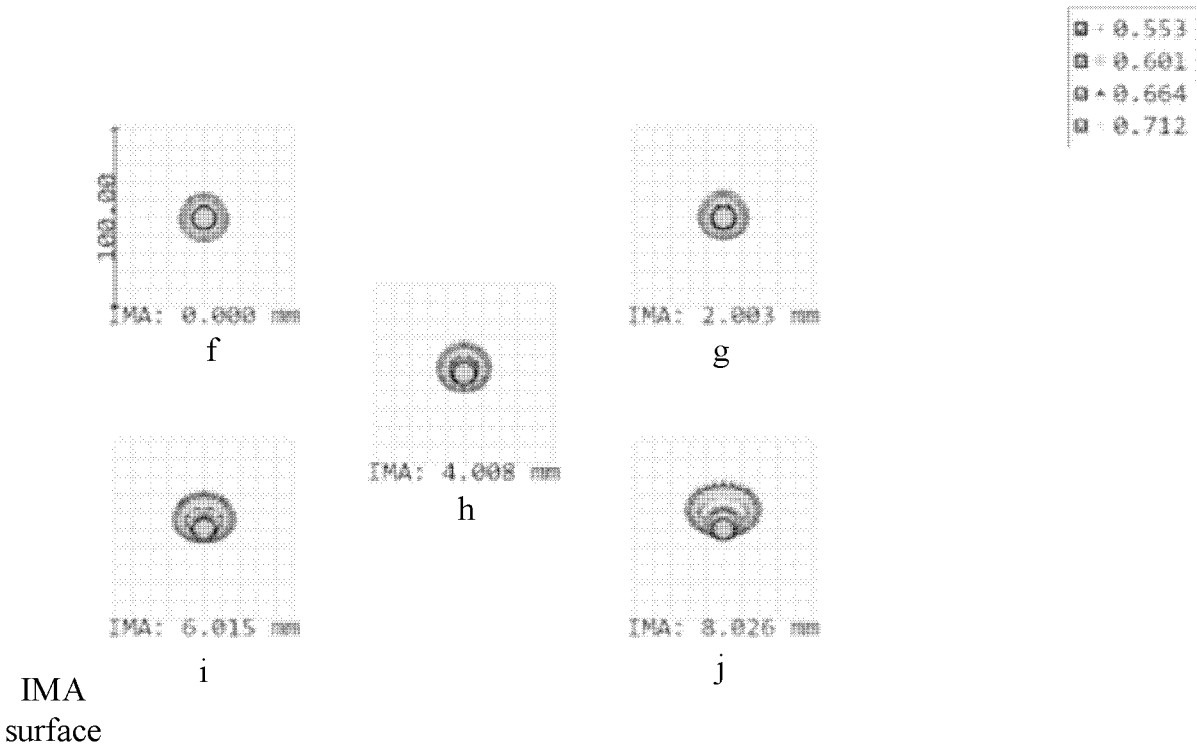 0.553
0.601
0.664
0.712
100.00
IMA: 0.000 mm
f
IMA: 2.003 mm
g
IMA: 4.008 mm
h
IMA: 6.015 mm
i
IMA: 8.026 mm
j
IMA
surface